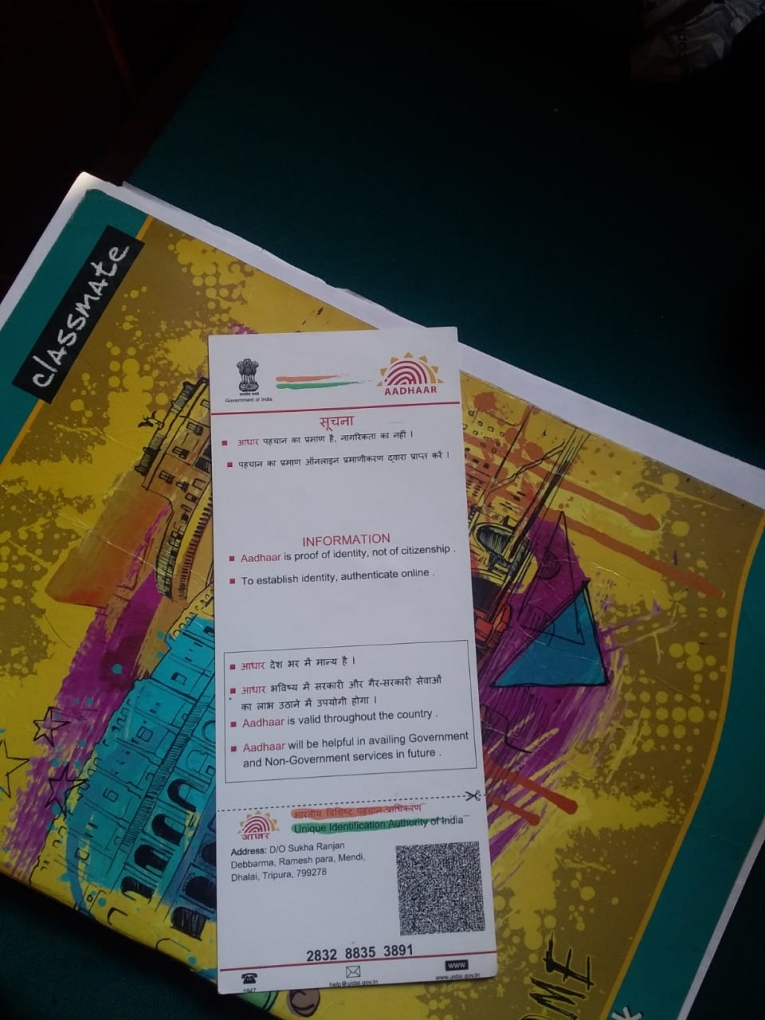 classmate
सत्यमेव जयते
Government of India
AADHAAR
सूचना
आधार पहचान का प्रमाण है, नागरिकता का नहीं ।
पहचान का प्रमाण ऑनलाइन प्रमाणीकरण द्वारा प्राप्त करें ।
INFORMATION
Aadhaar is proof of identity, not of citizenship .
To establish identity, authenticate online .
आधार देश भर में मान्य है ।
आधार भविष्य में सरकारी और गैर-सरकारी सेवाओं
का लाभ उठाने में उपयोगी होगा ।
Aadhaar is valid throughout the country .
Aadhaar will be helpful in availing Government
and Non-Government services in future .
भारतीय विशिष्ट पहचान प्राधिकरण
आधार
Unique Identification Authority of India
Address: D/O Sukha Ranjan
Debbarma, Ramesh para, Mendi,
Dhalai, Tripura, 799278
2832 8835 3891
1947
help@uidai.gov.in
www
www.uidai.gov.in